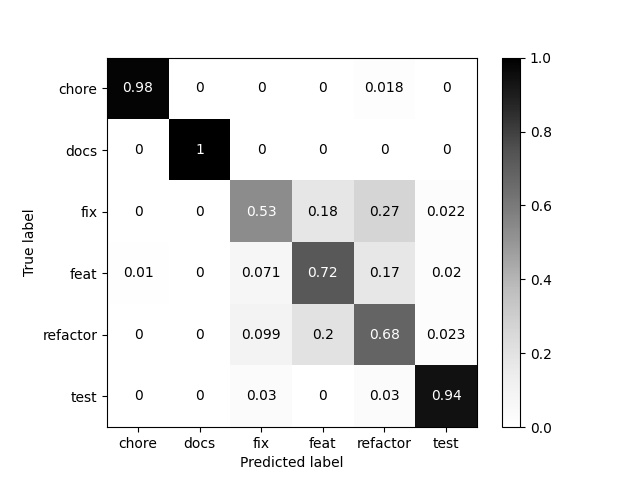 chore 0.98 0 0 0 0.018 0
docs 0 1 0 0 0 0
fix 0 0 0.53 0.18 0.27 0.022
feat 0.01 0 0.071 0.72 0.17 0.02
refactor 0 0 0.099 0.2 0.68 0.023
test 0 0 0.03 0 0.03 0.94
chore docs fix feat refactor test
Predicted label
True label
1.0
0.8
0.6
0.4
0.2
0.0